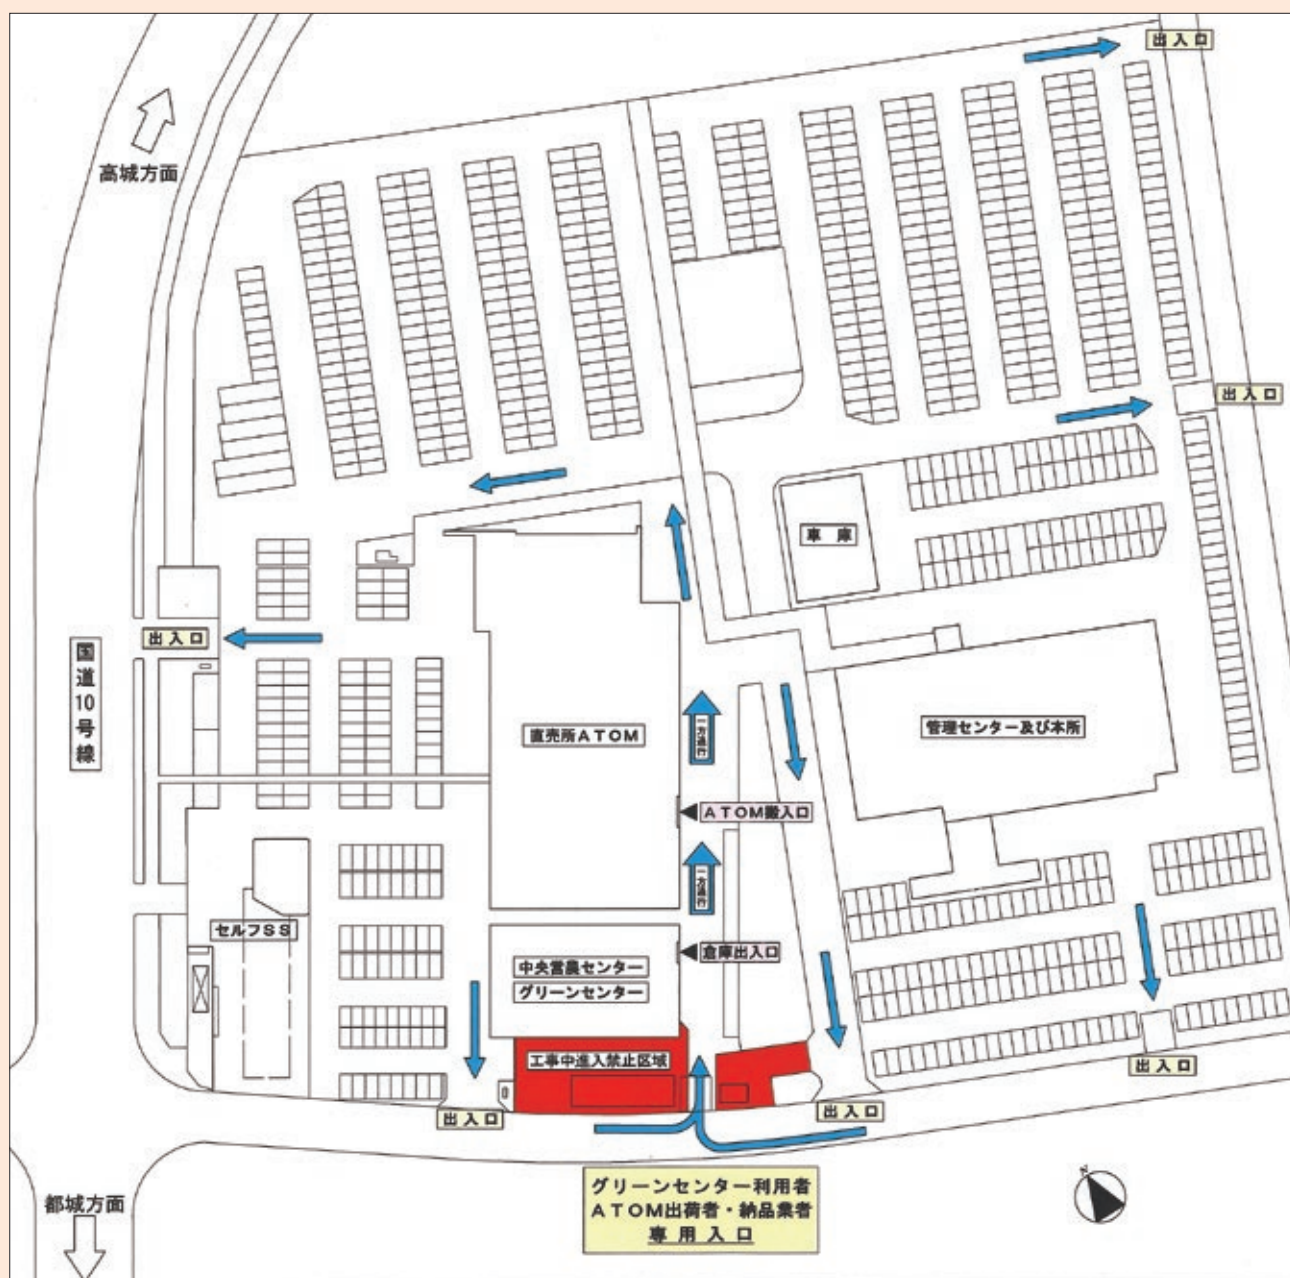 出入口
高城方面
出入口
車 庫
出入口
国道10号線
管理センター及び本所
直売所ATOM
一方通行
ATOM搬入口
一方通行
セルフSS
倉庫出入口
中央営農センター
グリーンセンター
工事中進入禁止区域
出入口
出入口
出入口
グリーンセンター利用者
ATOM出荷者・納品業者
専用入口
N
都城方面